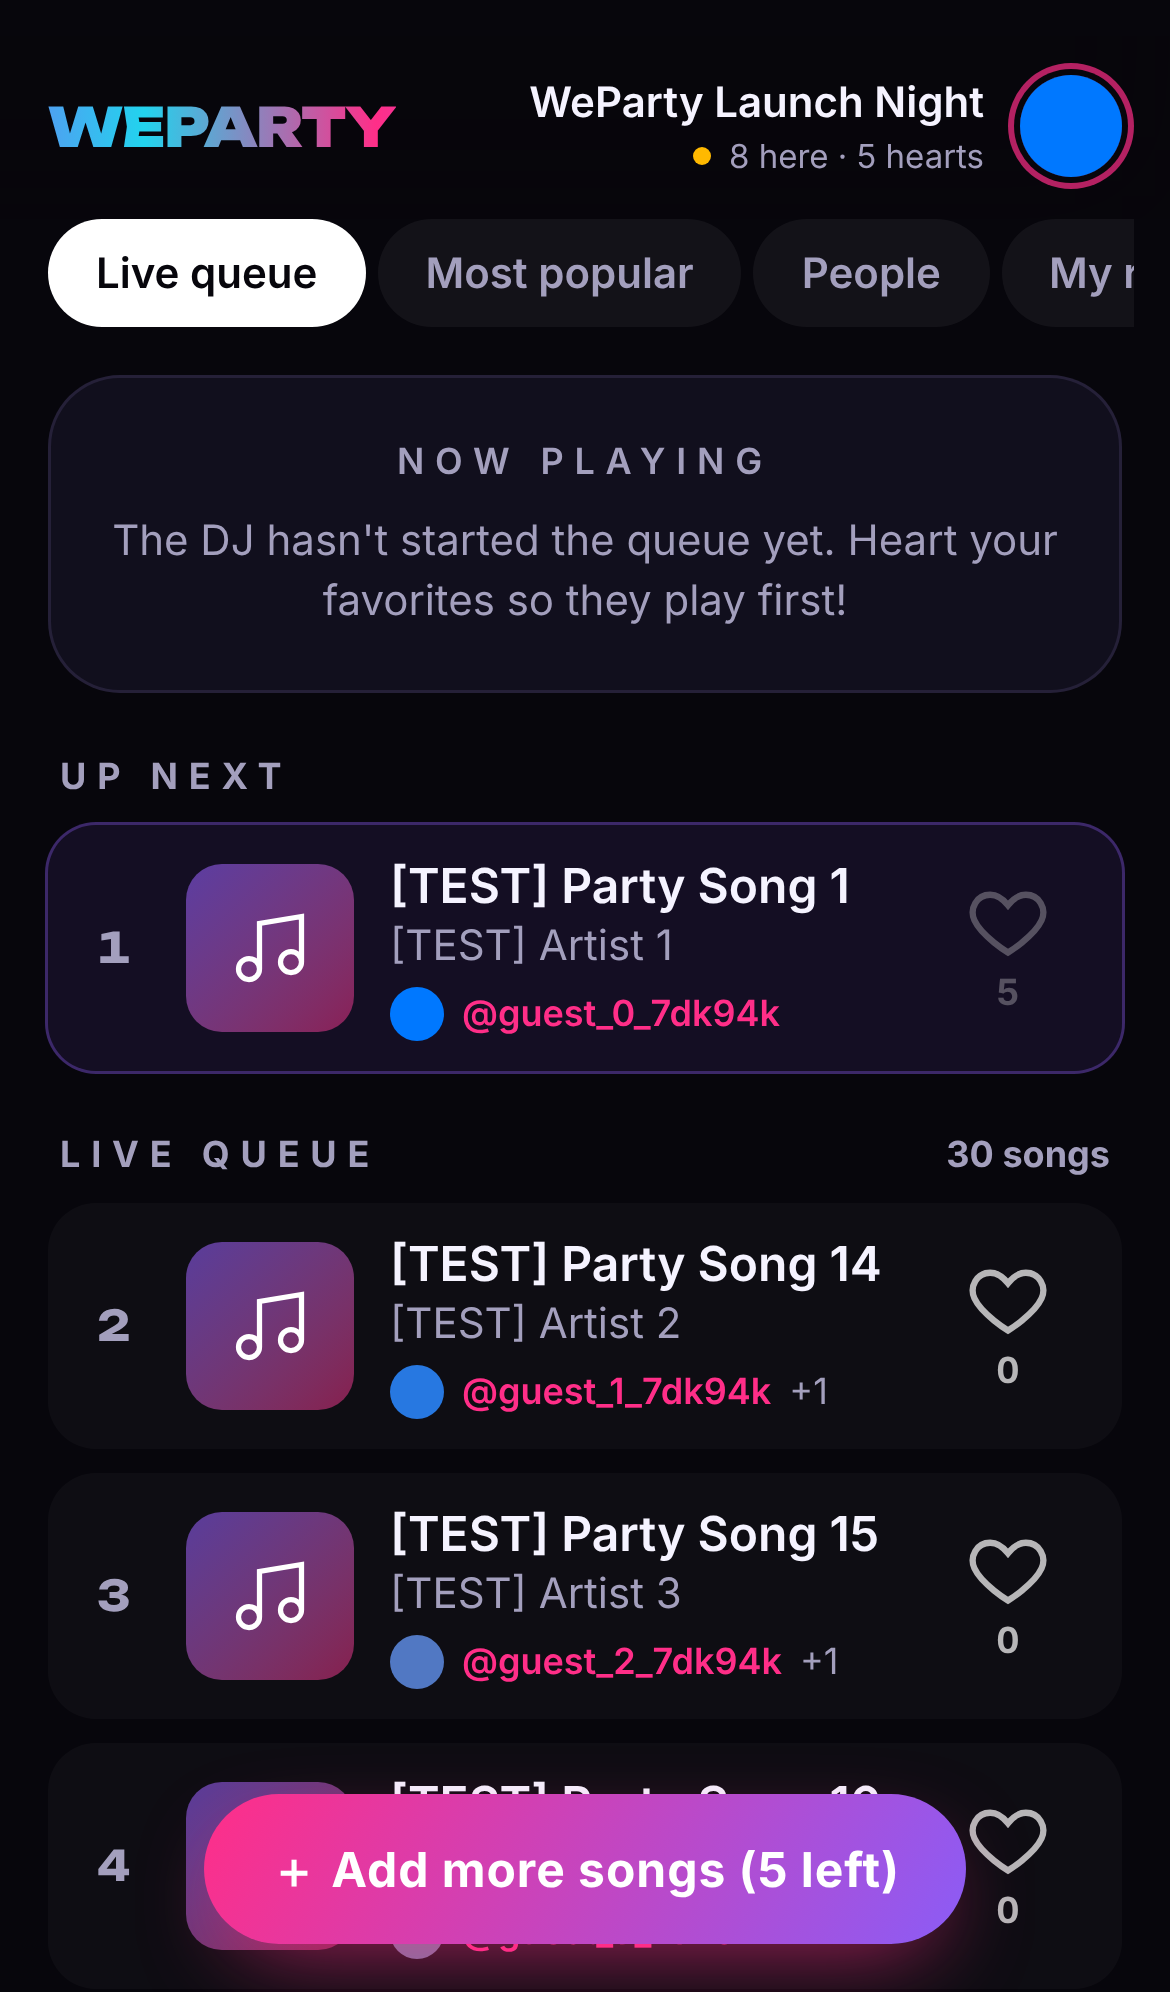 WEPARTY
WeParty Launch Night
8 here · 5 hearts
Live queue
Most popular
People
My
NOW PLAYING
The DJ hasn't started the queue yet. Heart your
favorites so they play first!
UP NEXT
1
[TEST] Party Song 1
[TEST] Artist 1
@guest_0_7dk94k
5
LIVE QUEUE
30 songs
2
[TEST] Party Song 14
[TEST] Artist 2
@guest_1_7dk94k +1
0
3
[TEST] Party Song 15
[TEST] Artist 3
@guest_2_7dk94k +1
0
4
+ Add more songs (5 left)
0